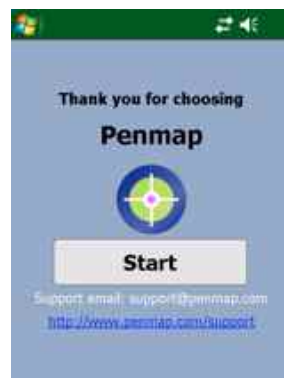 Thank you for choosing
Penmap
Start
Support email: support@penmap.com
http://www.penmap.com/support